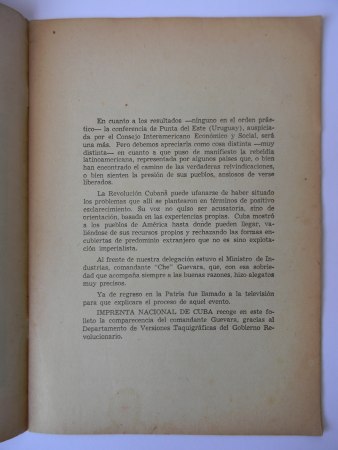 En cuanto a los resultados —ninguno en el orden prác-
tico— la conferencia de Punta del Este (Uruguay), auspicia-
da por el Consejo Interamericano Económico y Social, será
una más. Pero debemos apreciarla como cosa distinta —muy
distinta— en cuanto a que puso de manifiesto la rebeldía
latinoamericana, representada por algunos países que, o bien
han encontrado el camino de las verdaderas reivindicaciones,
o bien sienten la presión de sus pueblos, ansiosos de verse
liberados.
La Revolución Cubana puede ufanarse de haber situado
los problemas que allí se plantearon en términos de positivo
esclarecimiento. Su voz no quiso ser acusatoria, sino de
orientación, basada en las experiencias propias. Cuba mostró
a los pueblos de América hasta donde pueden llegar, va-
liéndose de sus recursos propios y rechazando las formas en-
cubiertas de predominio extranjero que no es sino explo-
tación imperialista.
Al frente de nuestra delegación estuvo el Ministro de In-
dustrias, comandante "Che" Guevara, que, con esa sobriedad
que acompaña siempre a las buenas razones, hizo alegatos
muy precisos.
Ya de regreso en la Patria fue llamado a la televisión
para que explicara el proceso de aquel evento.
IMPRENTA NACIONAL DE CUBA recoge en este fo-
lleto la comparecencia del comandante Guevara, gracias al
Departamento de Versiones Taquigráficas del Gobierno Re-
volucionario.